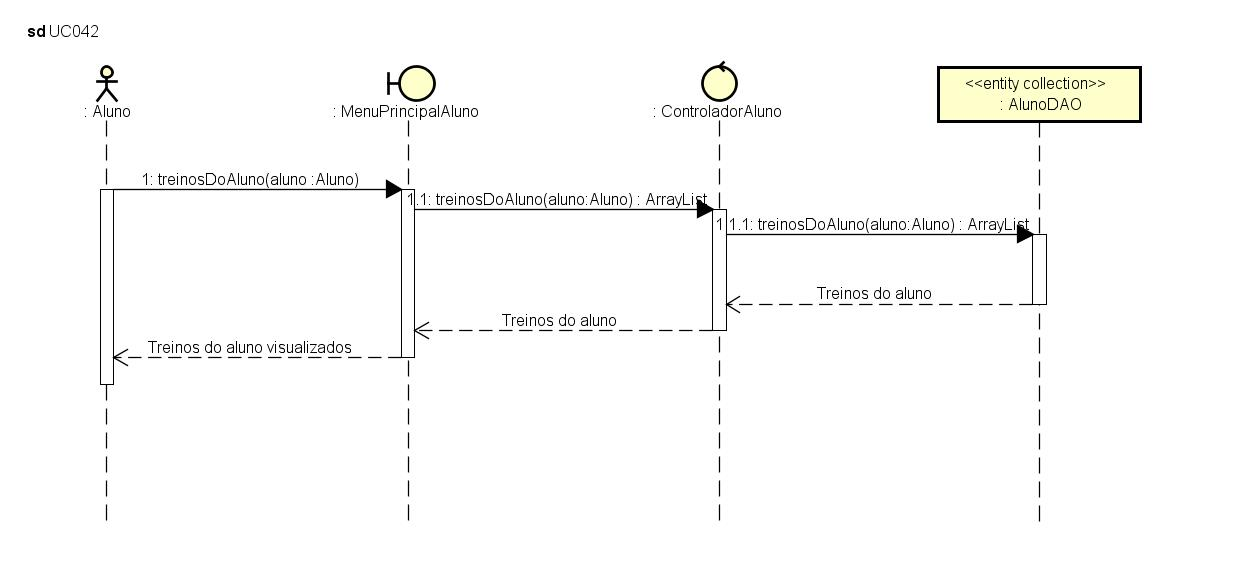 sd UC042
: Aluno
: MenuPrincipalAluno
: ControladorAluno
<<entity collection>>
: AlunoDAO
1: treinosDoAluno(aluno :Aluno)
1.1: treinosDoAluno(aluno:Aluno) : ArrayList
1.1.1: treinosDoAluno(aluno:Aluno) : ArrayList
Treinos do aluno
Treinos do aluno
Treinos do aluno visualizados